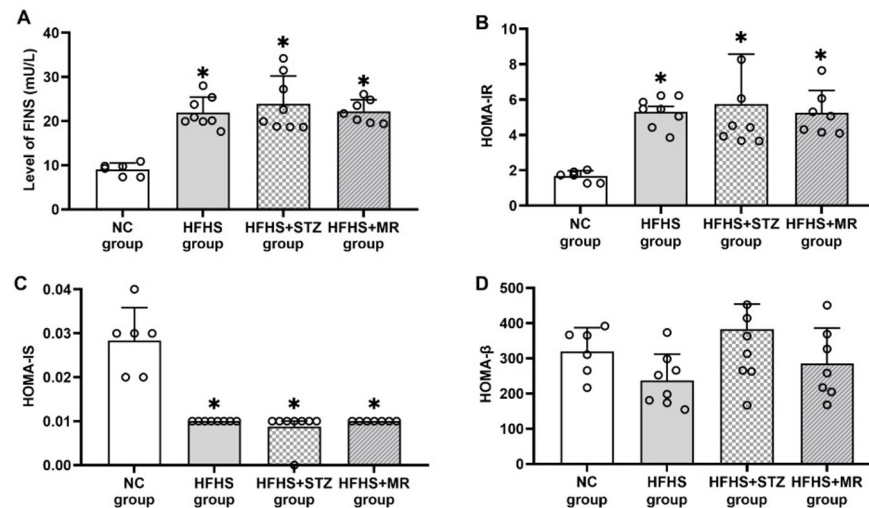 A
Level of FINS (mU/L)
40
30
20
10
0
*
*
*
NC group
HFHS group
HFHS+STZ group
HFHS+MR group
B
HOMA-IR
10
8
6
4
2
0
*
*
*
NC group
HFHS group
HFHS+STZ group
HFHS+MR group
C
HOMA-IS
0.04
0.03
0.02
0.01
0.00
*
*
*
NC group
HFHS group
HFHS+STZ group
HFHS+MR group
D
HOMA-β
500
400
300
200
100
0
NC group
HFHS group
HFHS+STZ group
HFHS+MR group